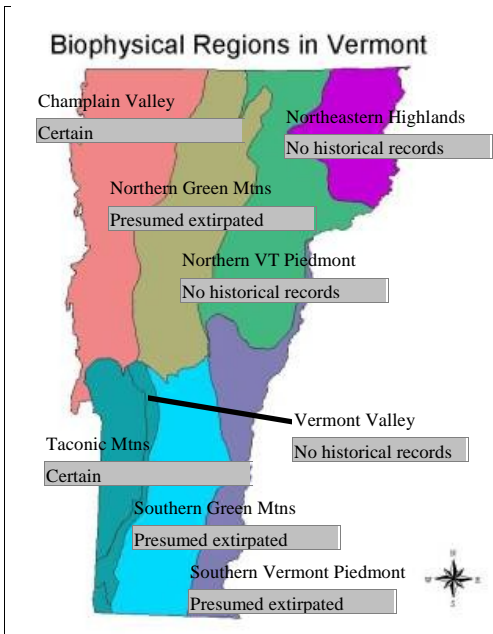 Biophysical Regions in Vermont
Champlain Valley
Certain
Northeastern Highlands
No historical records
Northern Green Mtns
Presumed extirpated
Northern VT Piedmont
No historical records
Vermont Valley
No historical records
Taconic Mtns
Certain
Southern Green Mtns
Presumed extirpated
Southern Vermont Piedmont
Presumed extirpated
N
W
E
S